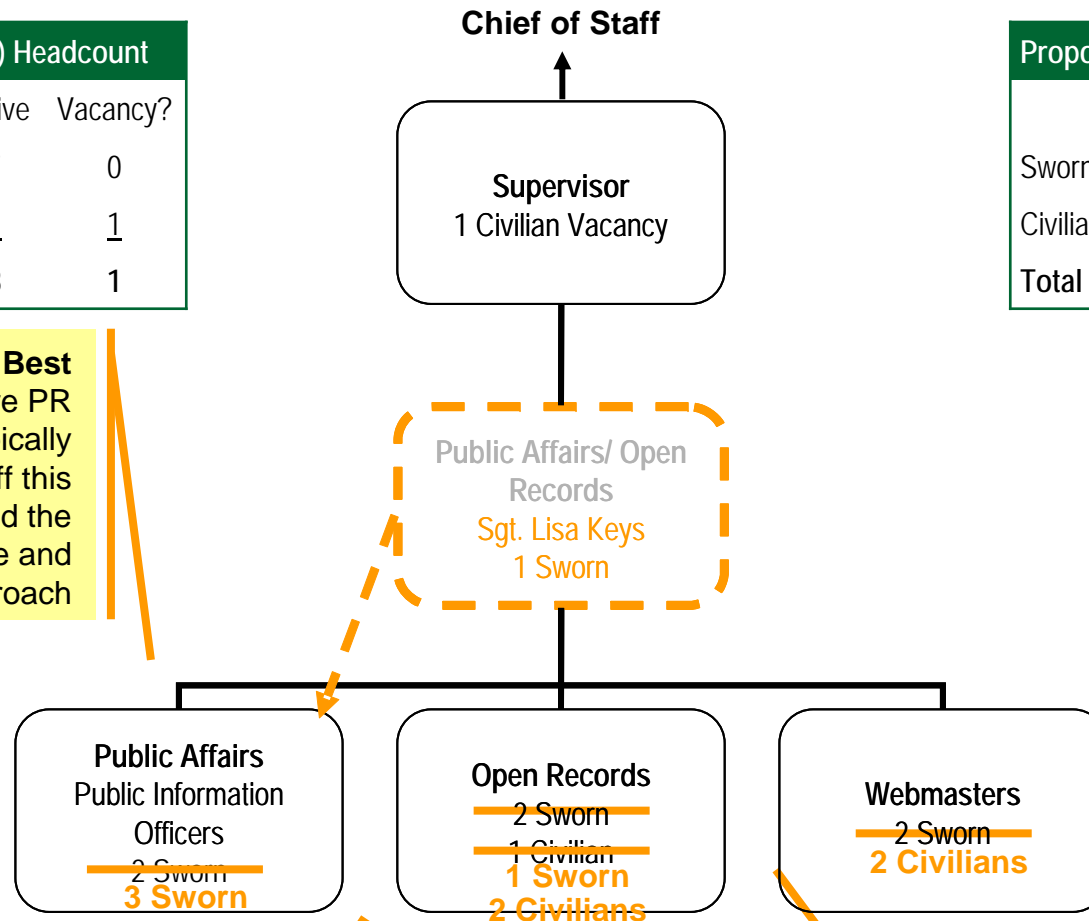 Chief of Staff
) Headcount
ive Vacancy?
0
1
1
Supervisor
1 Civilian Vacancy
Propo
Sworn
Civilia
Total
Best
e PR
ically
ff this
d the
e and
roach
Public Affairs/ Open
Records
Sgt. Lisa Keys
1 Sworn
Public Affairs
Public Information
Officers
2 Sworn
3 Sworn
Open Records
2 Sworn
1 Civilian
1 Sworn
2 Civilians
Webmasters
2 Sworn
2 Civilians